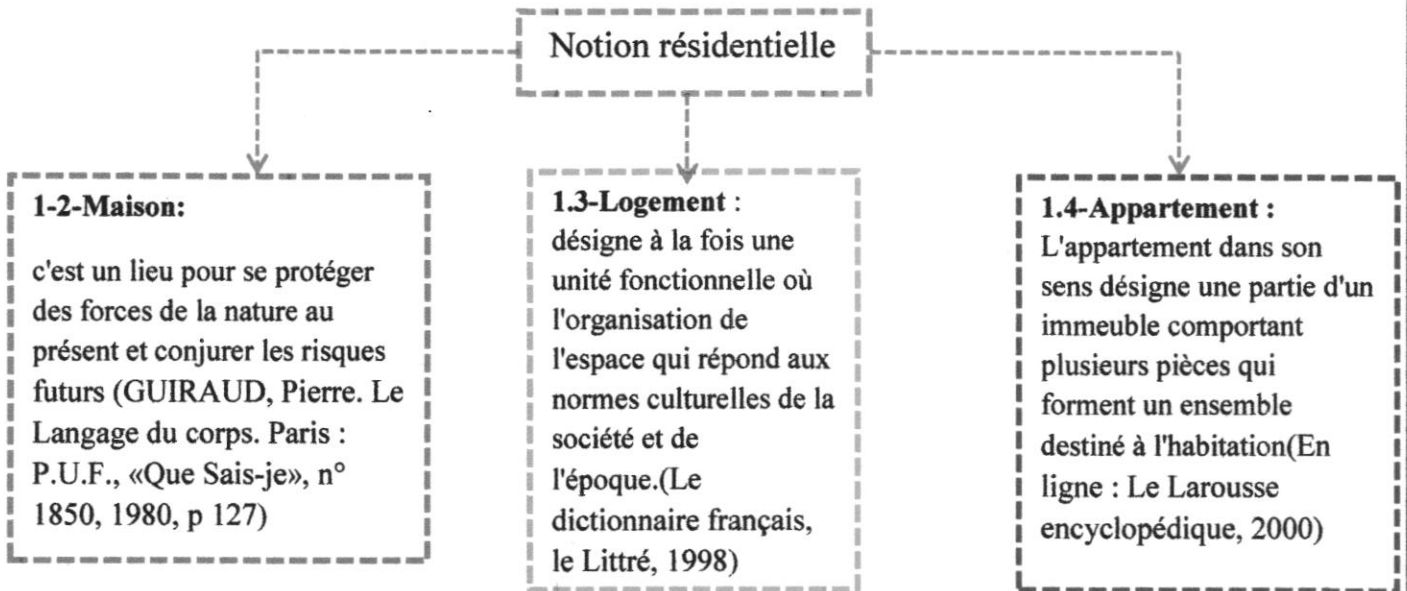 Notion résidentielle
1-2-Maison:
c'est un lieu pour se protéger
des forces de la nature au
présent et conjurer les risques
futurs (GUIRAUD, Pierre. Le
Langage du corps. Paris :
P.U.F., «Que Sais-je», n°
1850, 1980, p 127)
1.3-Logement :
désigne à la fois une
unité fonctionnelle où
l'organisation de
l'espace qui répond aux
normes culturelles de la
société et de
l'époque.(Le
dictionnaire français,
le Littré, 1998)
1.4-Appartement :
L'appartement dans son
sens désigne une partie d'un
immeuble comportant
plusieurs pièces qui
forment un ensemble
destiné à l'habitation(En
ligne : Le Larousse
encyclopédique, 2000)